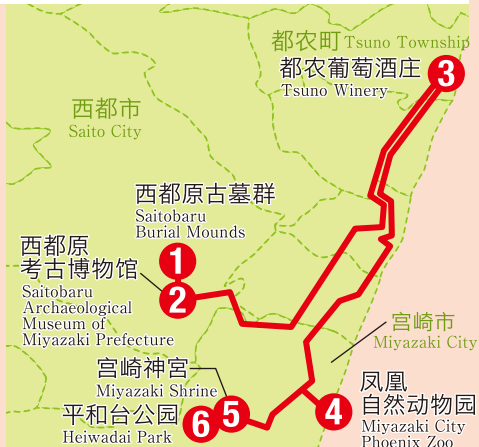 都农町 Tsuno Township
都农葡萄酒庄
Tsuno Winery
3
西都市
Saito City
西都原古墓群
Saitobaru
Burial Mounds
1
西都原
考古博物馆
Saitobaru
Archaeological
Museum of
Miyazaki Prefecture
2
宫崎市
Miyazaki City
宫崎神宫
Miyazaki Shrine
平和台公园
Heiwadai Park
6
5
4
凤凰
自然动物园
Miyazaki City
Phoenix Zoo